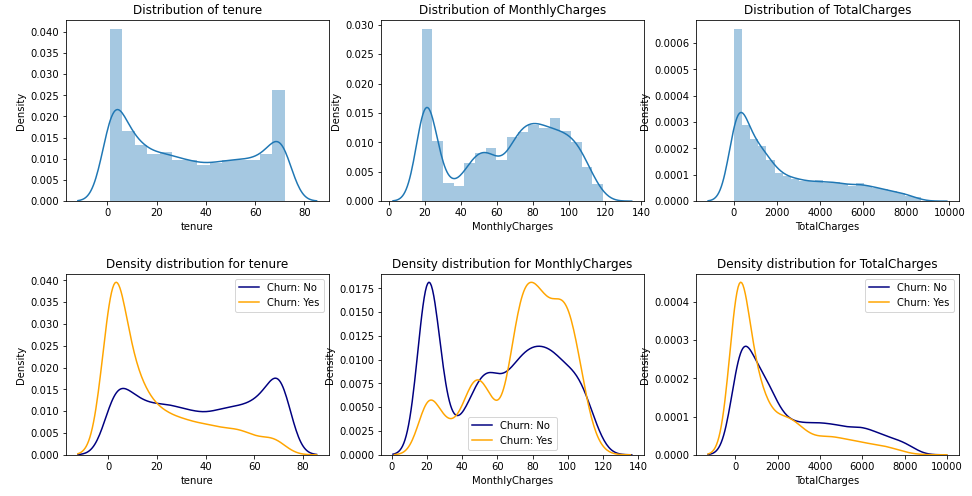 Distribution of tenure
Density
0.040
0.035
0.030
0.025
0.020
0.015
0.010
0.005
0.000
0 20 40 60 80
tenure
Distribution of MonthlyCharges
Density
0.030
0.025
0.020
0.015
0.010
0.005
0.000
0 20 40 60 80 100 120 140
MonthlyCharges
Distribution of TotalCharges
Density
0.0006
0.0005
0.0004
0.0003
0.0002
0.0001
0.0000
0 2000 4000 6000 8000 10000
TotalCharges
Density distribution for tenure
Churn: No
Churn: Yes
Density
0.040
0.035
0.030
0.025
0.020
0.015
0.010
0.005
0.000
0 20 40 60 80
tenure
Density distribution for MonthlyCharges
Density
0.0175
0.0150
0.0125
0.0100
0.0075
0.0050
0.0025
0.0000
Churn: No
Churn: Yes
0 20 40 60 80 100 120 140
MonthlyCharges
Density distribution for TotalCharges
Churn: No
Churn: Yes
Density
0.0004
0.0003
0.0002
0.0001
0.0000
0 2000 4000 6000 8000 10000
TotalCharges